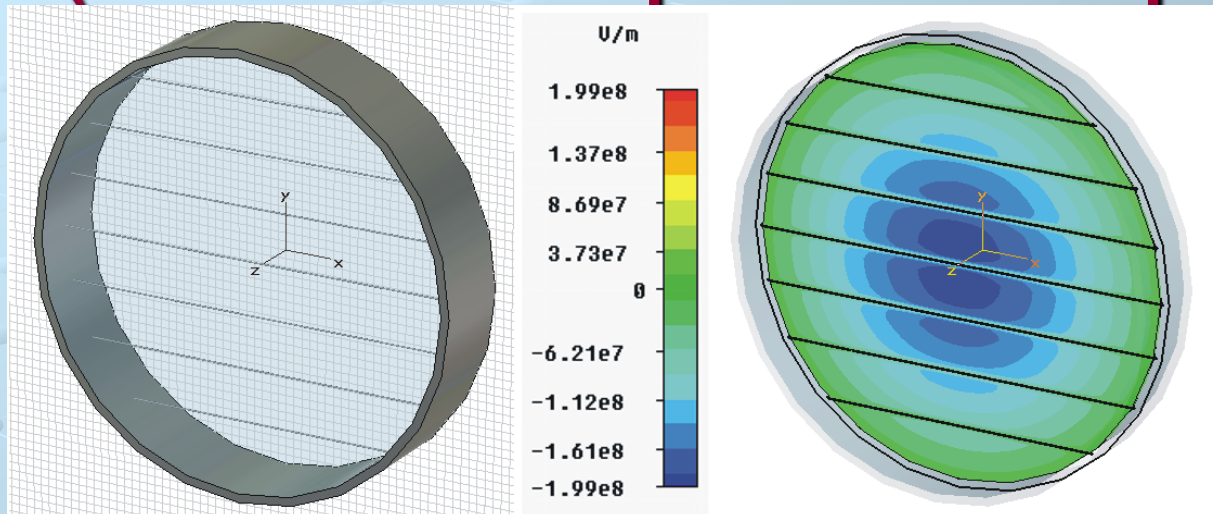 y
z
x
V/m
1.99e8
1.37e8
8.69e7
3.73e7
0
-6.21e7
-1.12e8
-1.61e8
-1.99e8
y
x
z